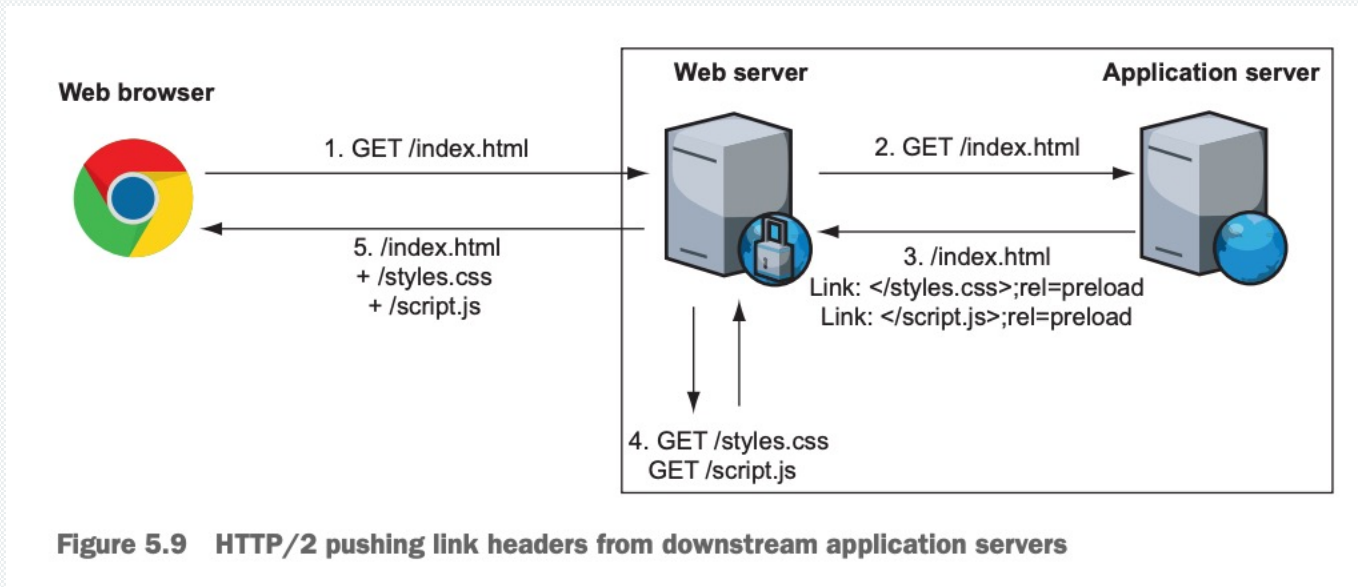 Web browser
Web server
Application server
1. GET /index.html
2. GET /index.html
5. /index.html
+ /styles.css
+ /script.js
3. /index.html
Link: </styles.css>;rel=preload
Link: </script.js>;rel=preload
4. GET /styles.css
GET /script.js
Figure 5.9 HTTP/2 pushing link headers from downstream application servers